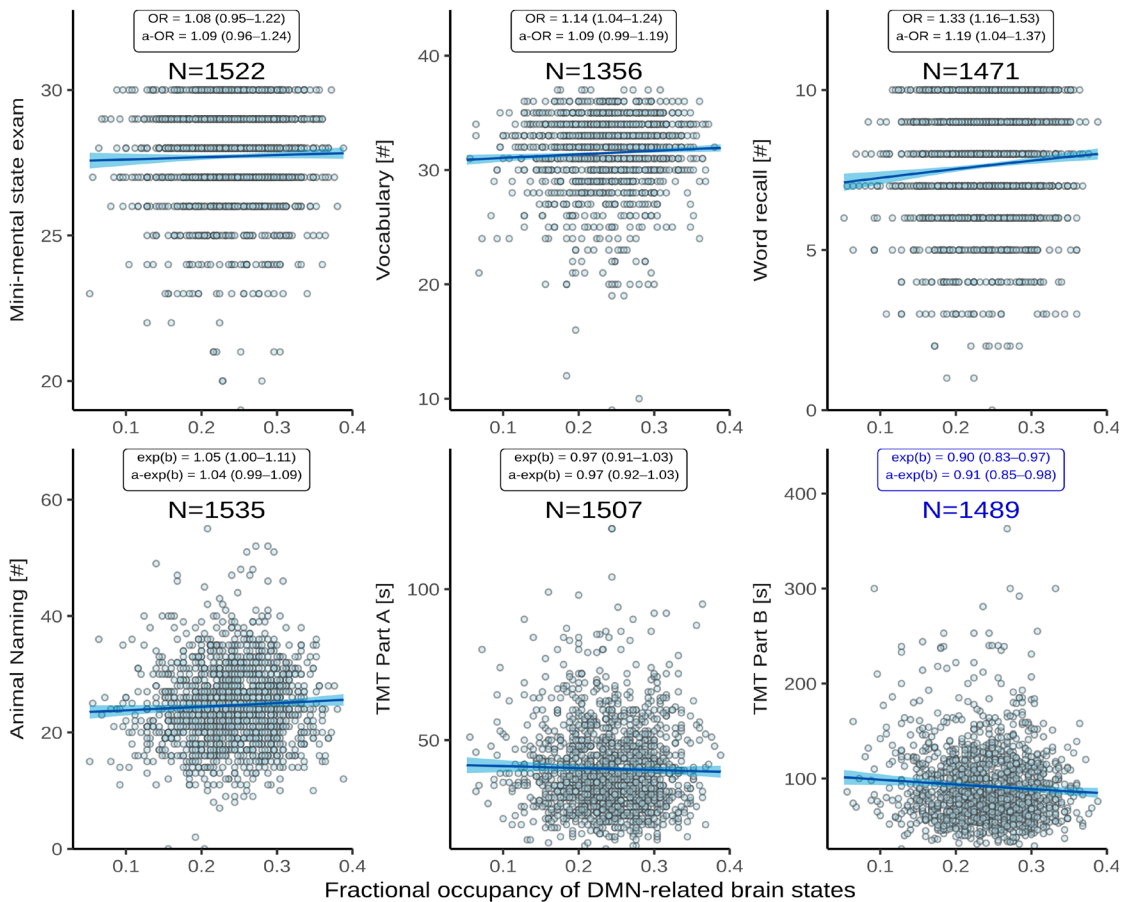 OR = 1.08 (0.95–1.22)
a-OR = 1.09 (0.96–1.24)
N=1522
Mini-mental state exam
30
25
20
0.1 0.2 0.3 0.4
OR = 1.14 (1.04–1.24)
a-OR = 1.09 (0.99–1.19)
N=1356
Vocabulary [#]
40
30
20
10
0.1 0.2 0.3 0.4
OR = 1.33 (1.16–1.53)
a-OR = 1.19 (1.04–1.37)
N=1471
Word recall [#]
10
5
0
0.1 0.2 0.3 0.4
exp(b) = 1.05 (1.00–1.11)
a-exp(b) = 1.04 (0.99–1.09)
N=1535
Animal Naming [#]
60
40
20
0
0.1 0.2 0.3 0.4
exp(b) = 0.97 (0.91–1.03)
a-exp(b) = 0.97 (0.92–1.03)
N=1507
TMT Part A [s]
100
50
0.1 0.2 0.3 0.4
exp(b) = 0.90 (0.83–0.97)
a-exp(b) = 0.91 (0.85–0.98)
N=1489
TMT Part B [s]
400
300
200
100
0.1 0.2 0.3 0.4
Fractional occupancy of DMN-related brain states